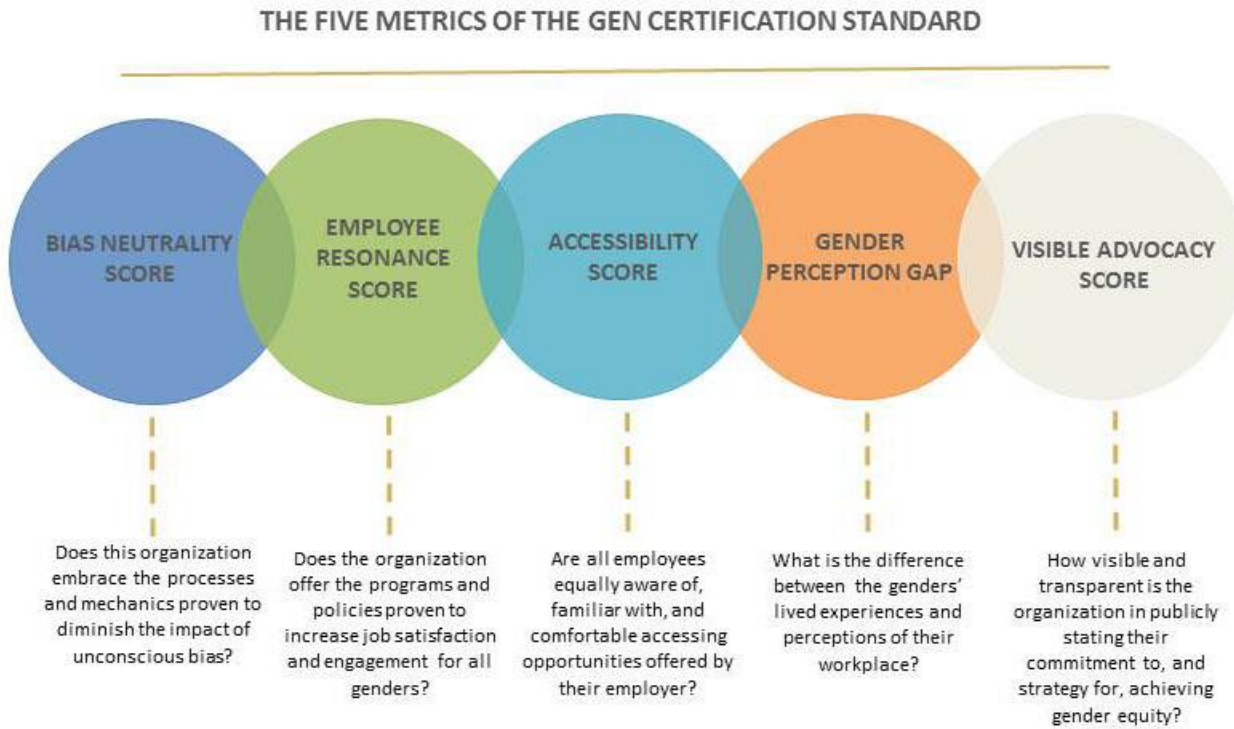 THE FIVE METRICS OF THE GEN CERTIFICATION STANDARD
BIAS NEUTRALITY
SCORE
EMPLOYEE
RESONANCE
SCORE
ACCESSIBILITY
SCORE
GENDER
PERCEPTION GAP
VISIBLE ADVOCACY
SCORE
Does this organization
embrace the processes
and mechanics proven to
diminish the impact of
unconscious bias?
Does the organization
offer the programs and
policies proven to
increase job satisfaction
and engagement for all
genders?
Are all employees
equally aware of,
familiar with, and
comfortable accessing
opportunities offered by
their employer?
What is the difference
between the genders’
lived experiences and
perceptions of their
workplace?
How visible and
transparent is the
organization in publicly
stating their
commitment to, and
strategy for, achieving
gender equity?